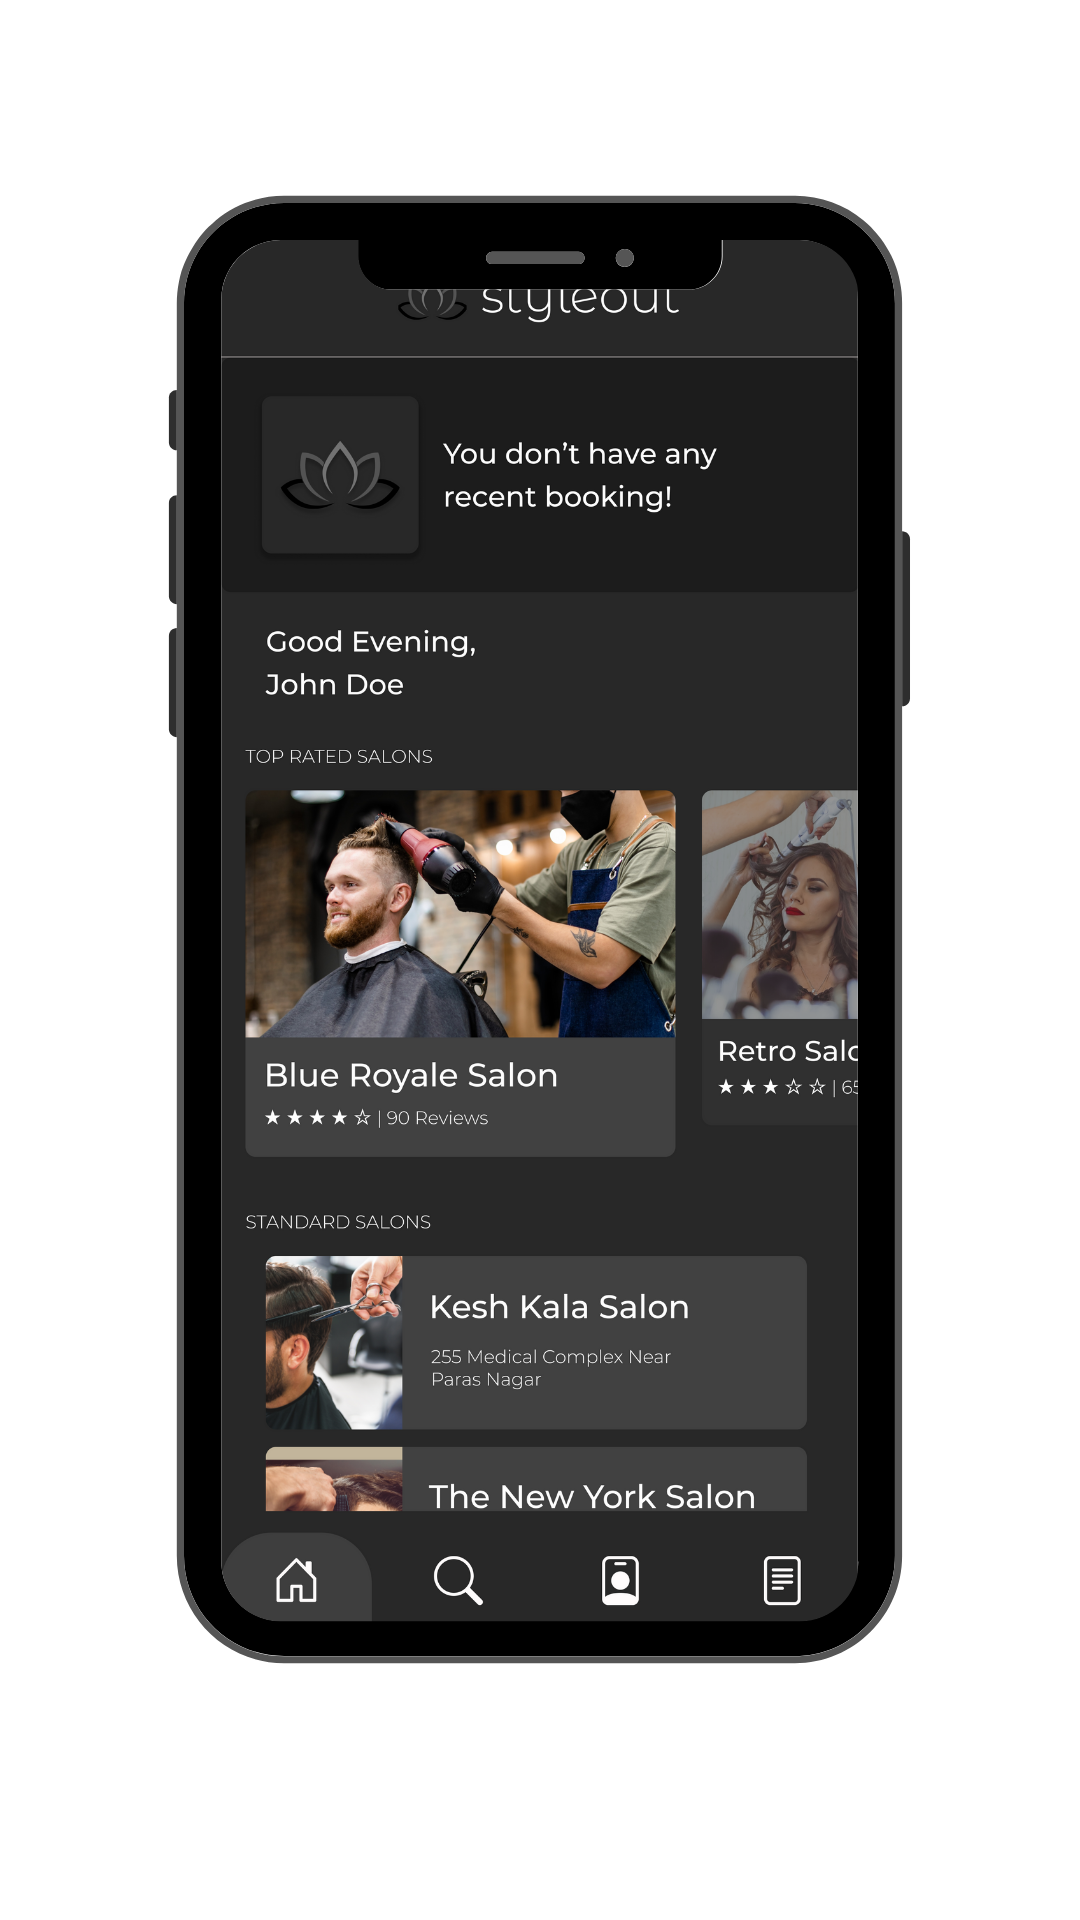 styleout
You don't have any
recent booking!
Good Evening,
John Doe
TOP RATED SALONS
Blue Royale Salon
★★★★☆ | 90 Reviews
Retro Salo
★★★☆☆ | 65
STANDARD SALONS
Kesh Kala Salon
255 Medical Complex Near
Paras Nagar
The New York Salon